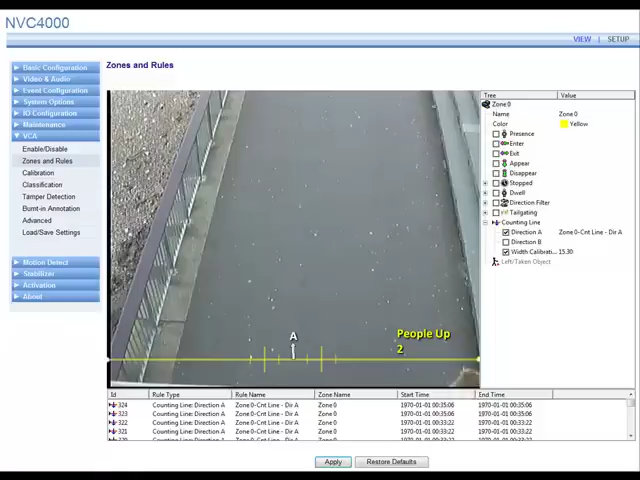 NVC4000
VIEW | SETUP
Basic Configuration
Video & Audio
Event Configuration
System Options
IO Configuration
Maintenance
VCA
Enable/Disable
Zones and Rules
Calibration
Classification
Tamper Detection
Burnt-in Annotation
Advanced
Load/Save Settings
Motion Detect
Stabilizer
Activation
About
Zones and Rules
A
People Up
2
Tree Value
Zone 0
Name Zone 0
Color Yellow
Presence
Enter
Exit
Appear
Disappear
Stopped
Dwell
Direction Filter
Tailgating
Counting Line
Direction A Zone 0-Cnt Line - Dir A
Direction B
Width Calibrati... 15.30
Left/Taken Object
Id Rule Type Rule Name Zone Name Start Time End Time
324 Counting Line: Direction A Zone 0-Cnt Line - Dir A Zone 0 1970-01-01 00:35:06 1970-01-01 00:35:06
323 Counting Line: Direction A Zone 0-Cnt Line - Dir A Zone 0 1970-01-01 00:35:06 1970-01-01 00:35:06
322 Counting Line: Direction A Zone 0-Cnt Line - Dir A Zone 0 1970-01-01 00:33:22 1970-01-01 00:33:22
321 Counting Line: Direction A Zone 0-Cnt Line - Dir A Zone 0 1970-01-01 00:33:22 1970-01-01 00:33:22
Apply Restore Defaults